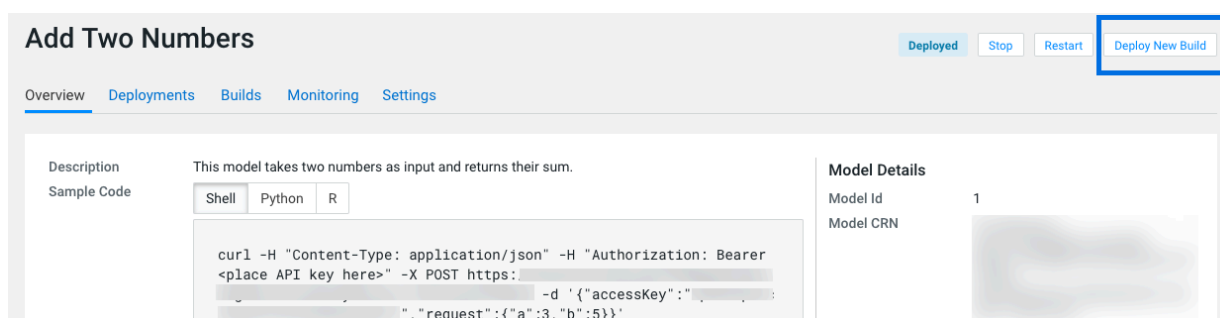 Add Two Numbers
Deployed Stop Restart Deploy New Build
Overview Deployments Builds Monitoring Settings
Description This model takes two numbers as input and returns their sum.
Sample Code Shell Python R
curl -H "Content-Type: application/json" -H "Authorization: Bearer
<place API key here>" -X POST https:
-d '{"accessKey":"
","request":{"a":3,"b":5}}'
Model Details
Model Id 1
Model CRN